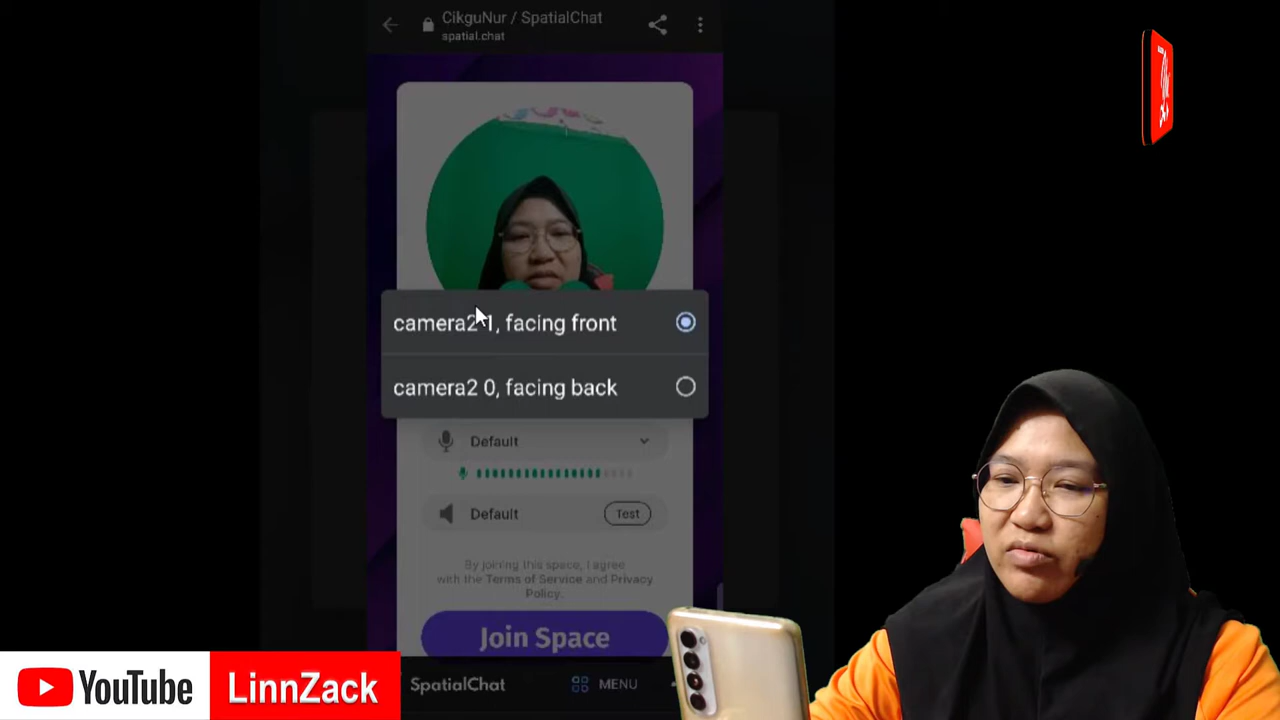 CikguNur / SpatialChat
spatial.chat
camera2 1, facing front
camera2 0, facing back
Default
Default
Test
By joining this space, I agree
with the Terms of Service and Privacy
Policy.
Join Space
SpatialChat
MENU
YouTube
LinnZack